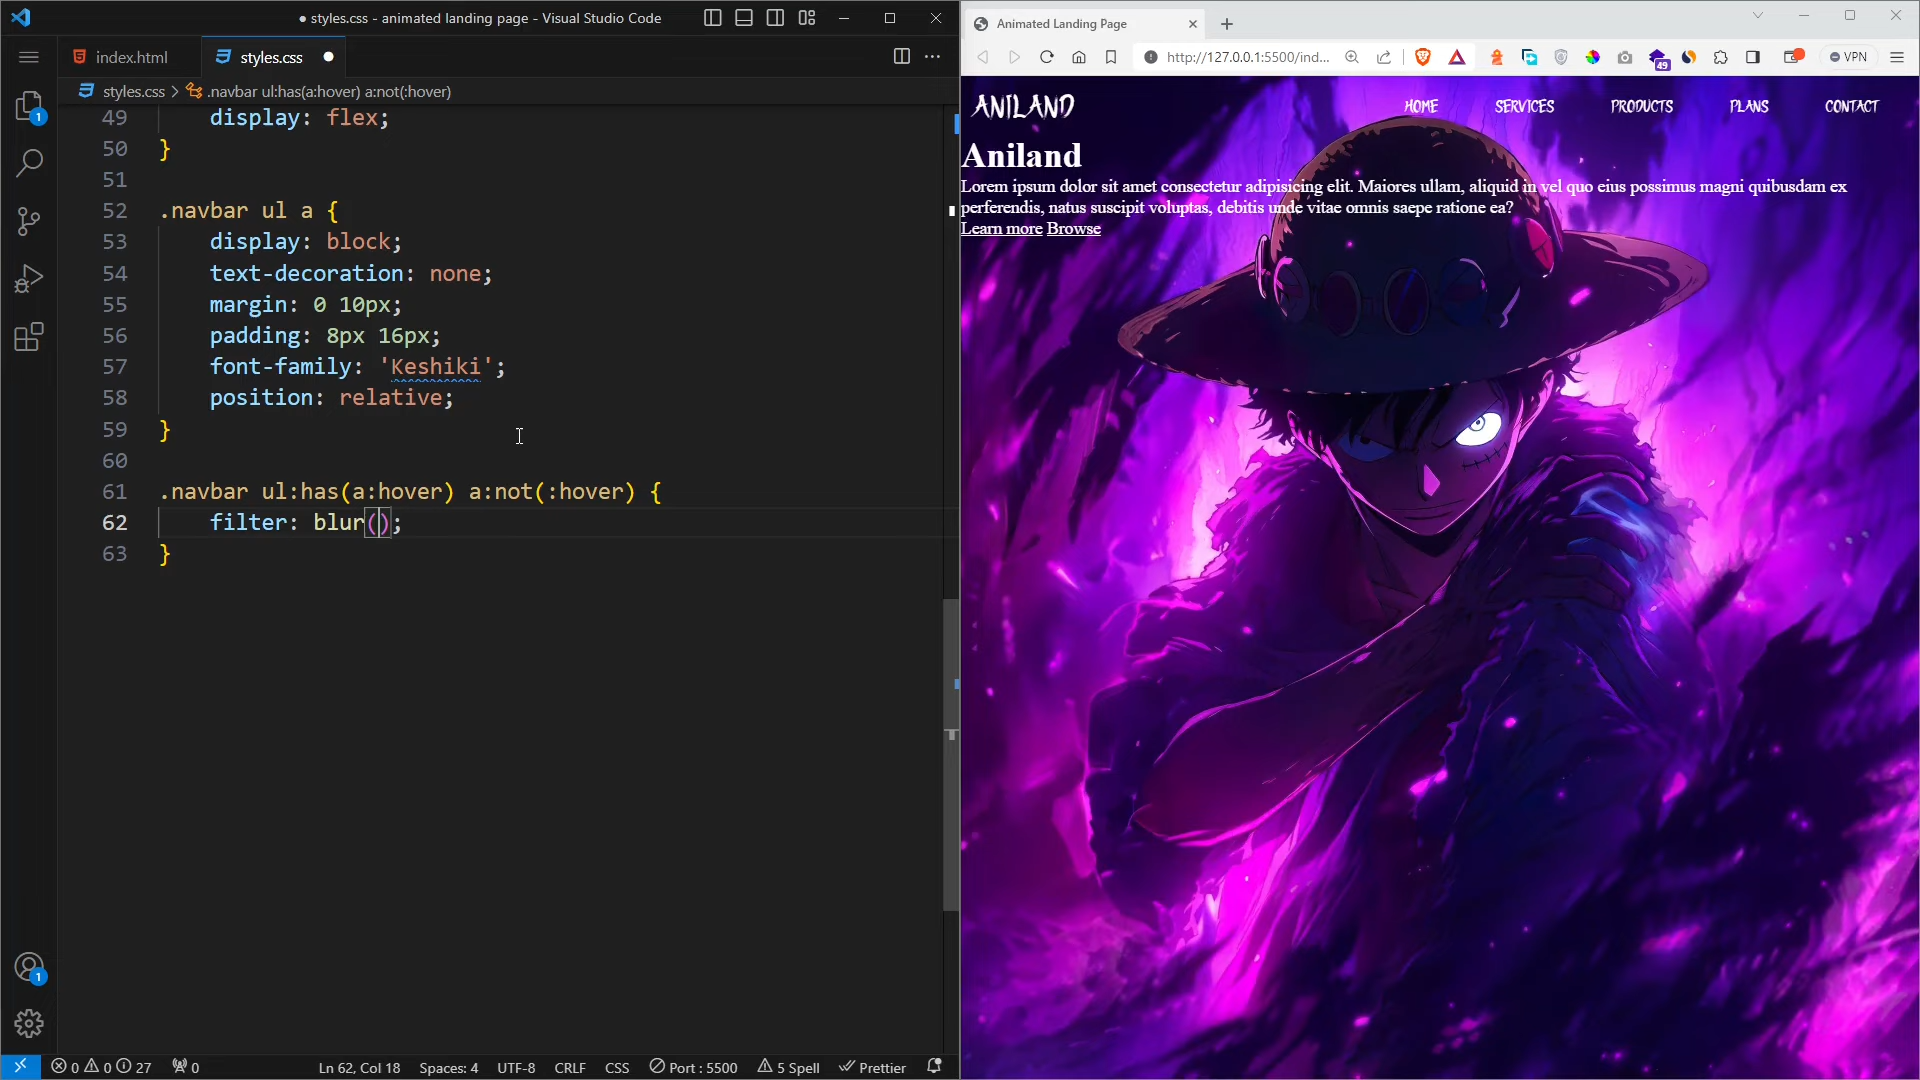 ● styles.css - animated landing page - Visual Studio Code
index.html
styles.css
styles.css > .navbar ul:has(a:hover) a:not(:hover)
49 display: flex;
50 }
51
52 .navbar ul a {
53 display: block;
54 text-decoration: none;
55 margin: 0 10px;
56 padding: 8px 16px;
57 font-family: 'Keshiki';
58 position: relative;
59 }
60
61 .navbar ul:has(a:hover) a:not(:hover) {
62 filter: blur();
63 }
1
1
0 0 27 0 Ln 62, Col 18 Spaces: 4 UTF-8 CRLF CSS Port : 5500 5 Spell Prettier
Animated Landing Page
http://127.0.0.1:5500/ind... 49 VPN
ANILAND HOME SERVICES PRODUCTS PLANS CONTACT
Aniland
Lorem ipsum dolor sit amet consectetur adipisicing elit. Maiores ullam, aliquid in vel quo eius possimus magni quibusdam ex
perferendis, natus suscipit voluptas, debitis unde vitae omnis saepe ratione ea?
Learn more Browse